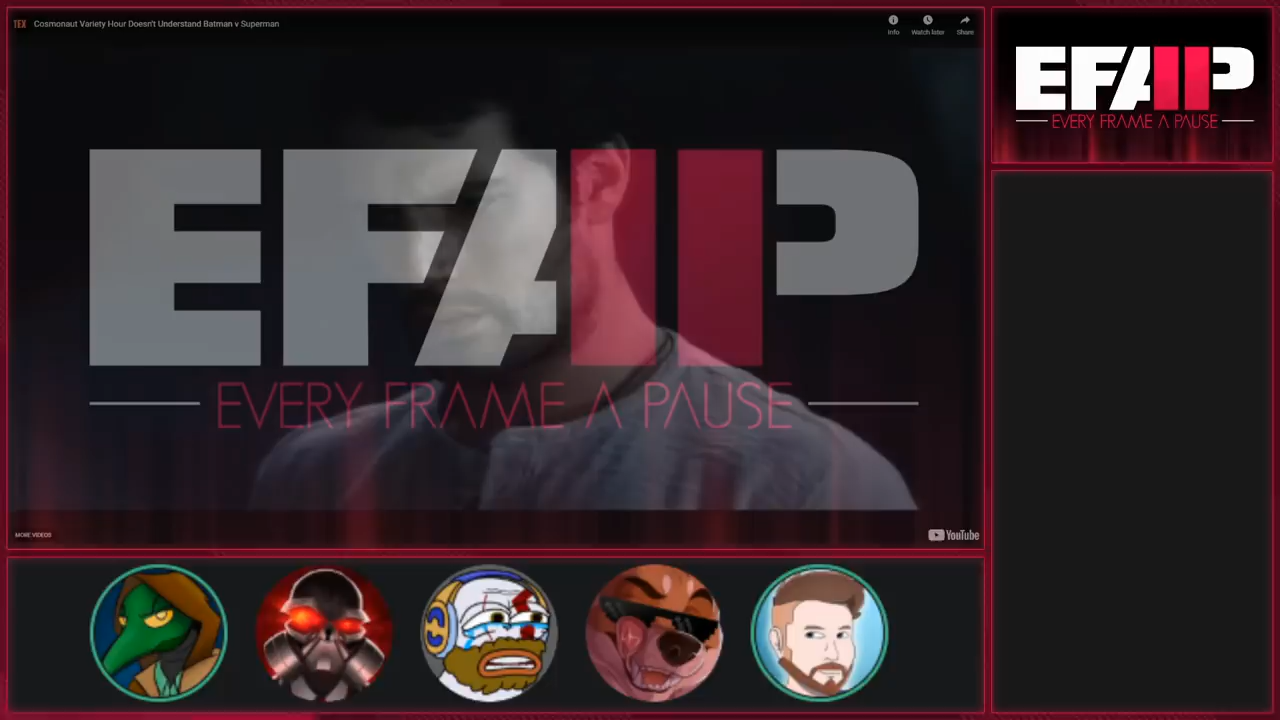 TEX
Cosmonaut Variety Hour Doesn't Understand Batman v Superman
Info
Watch later
Share
EFAP
EVERY FRAME A PAUSE
MORE VIDEOS
YouTube
EFAP
EVERY FRAME A PAUSE